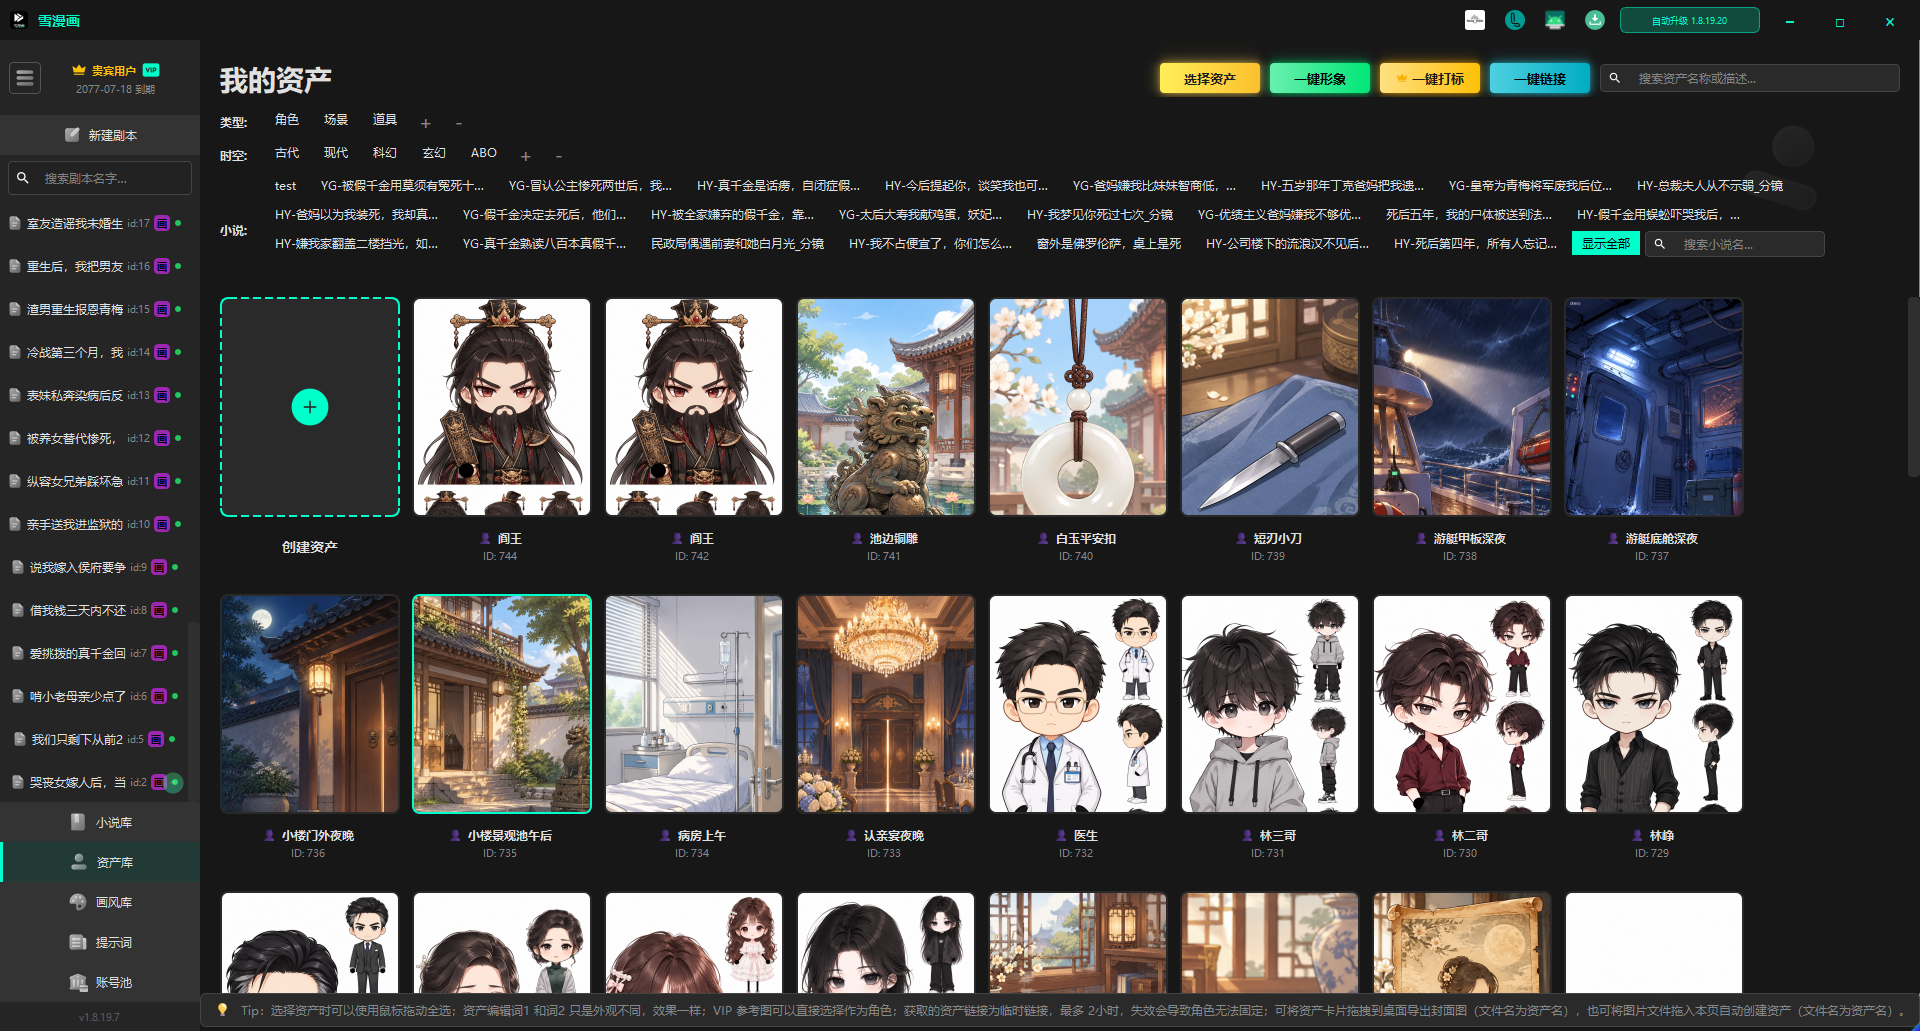 雪漫画
自动升级 1.8.19.20
贵宾用户 VIP
2077-07-18 到期
新建剧本
搜索剧本名字...
室友造谣我未婚生 id:17 画
重生后，我把男友 id:16 画
渣男重生报恩青梅 id:15 画
冷战第三个月，我 id:14 画
表妹私奔染病后反 id:13 画
被养女替代惨死， id:12 画
纵容女兄弟踩坏急 id:11 画
亲手送我进监狱的 id:10 画
说我嫁入侯府要争 id:9 画
借我钱三天内不还 id:8 画
爱挑拨的真千金回 id:7 画
啃小老母亲少点了 id:6 画
我们只剩下从前2 id:5 画
哭丧女嫁人后，当 id:2 画
小说库
资产库
画风库
提示词
账号池
v1.8.19.7
我的资产
选择资产 一键形象 一键打标 一键链接 搜索资产名称或描述...
类型: 角色 场景 道具 + -
时空: 古代 现代 科幻 玄幻 ABO + -
小说:
test YG-被假千金用莫须有冤死十... YG-冒认公主惨死两世后，我... HY-真千金是话痨，自闭症假... HY-今后提起你，谈笑我也可... YG-爸妈嫌我比妹妹智商低，... HY-五岁那年丁克爸妈把我送... YG-皇帝为青梅将军废我后位... HY-总裁夫人从不示弱_分镜
HY-爸妈以为我装死，我却真... YG-假千金决定去死后，他们... HY-被全家嫌弃的假千金，靠... YG-太后大寿我献鸡蛋，妖妃... HY-我梦见你死过七次_分镜 YG-优绩主义爸妈嫌我不够优... 死后五年，我的尸体被送到法... HY-假千金用蜈蚣吓哭我后，...
HY-嫌我家翻盖二楼挡光，如... YG-真千金熟读八百本真假千... 民政局偶遇前妻和她白月光_分镜 HY-我不占便宜了，你们怎么... 窗外是佛罗伦萨，桌上是死 HY-公司楼下的流浪汉不见后... HY-死后第四年，所有人忘记... 显示全部 搜索小说名...
创建资产
阎王
ID: 744
阎王
ID: 742
池边铜雕
ID: 741
白玉平安扣
ID: 740
短刃小刀
ID: 739
游艇甲板深夜
ID: 738
游艇底舱深夜
ID: 737
小楼门外夜晚
ID: 736
小楼景观池午后
ID: 735
病房上午
ID: 734
认亲宴夜晚
ID: 733
医生
ID: 732
林三哥
ID: 731
林二哥
ID: 730
林峥
ID: 729
Tip：选择资产时可以使用鼠标拖动全选；资产编辑词1 和词2 只是外观不同，效果一样；VIP 参考图可以直接选择作为角色；获取的资产链接为临时链接，最多 2小时，失效会导致角色无法固定；可将资产卡片拖拽到桌面导出封面图（文件名为资产名），也可将图片文件拖入本页自动创建资产（文件名为资产名）。